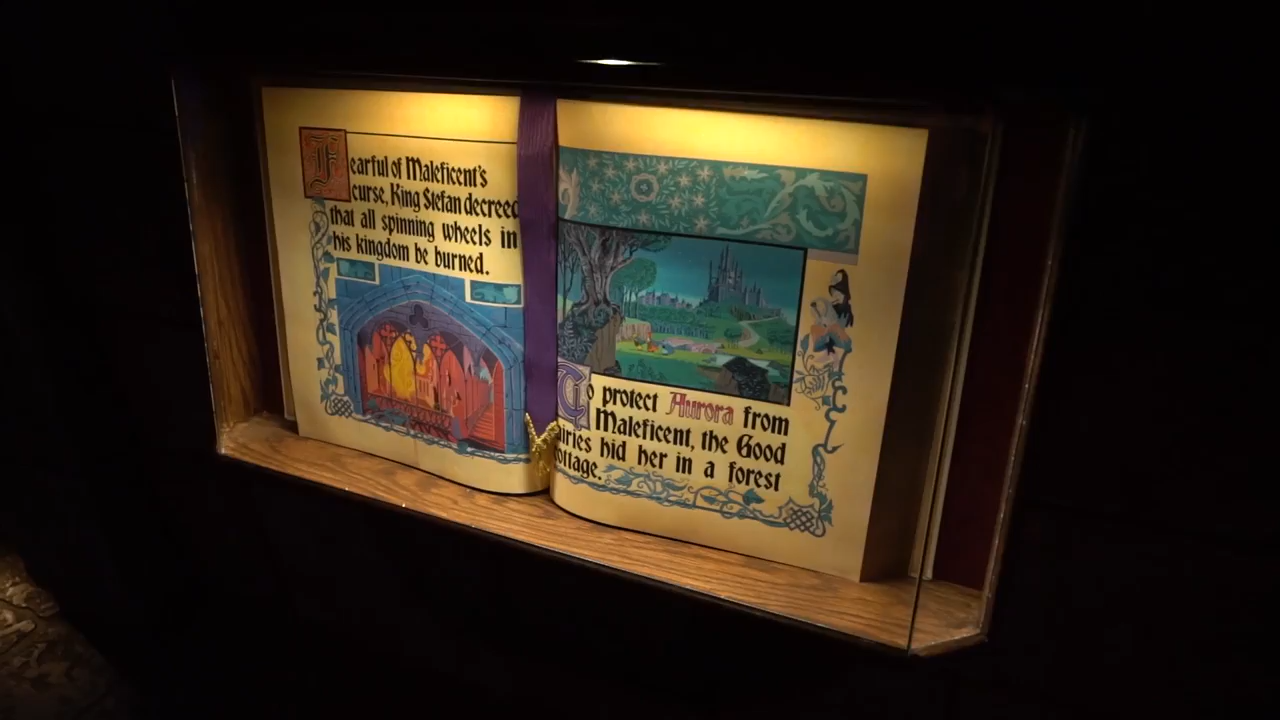 Fearful of Maleficent's
curse, King Stefan decreed
that all spinning wheels in
his kingdom be burned.
To protect Aurora from
Maleficent, the Good
airies hid her in a forest
ottage.